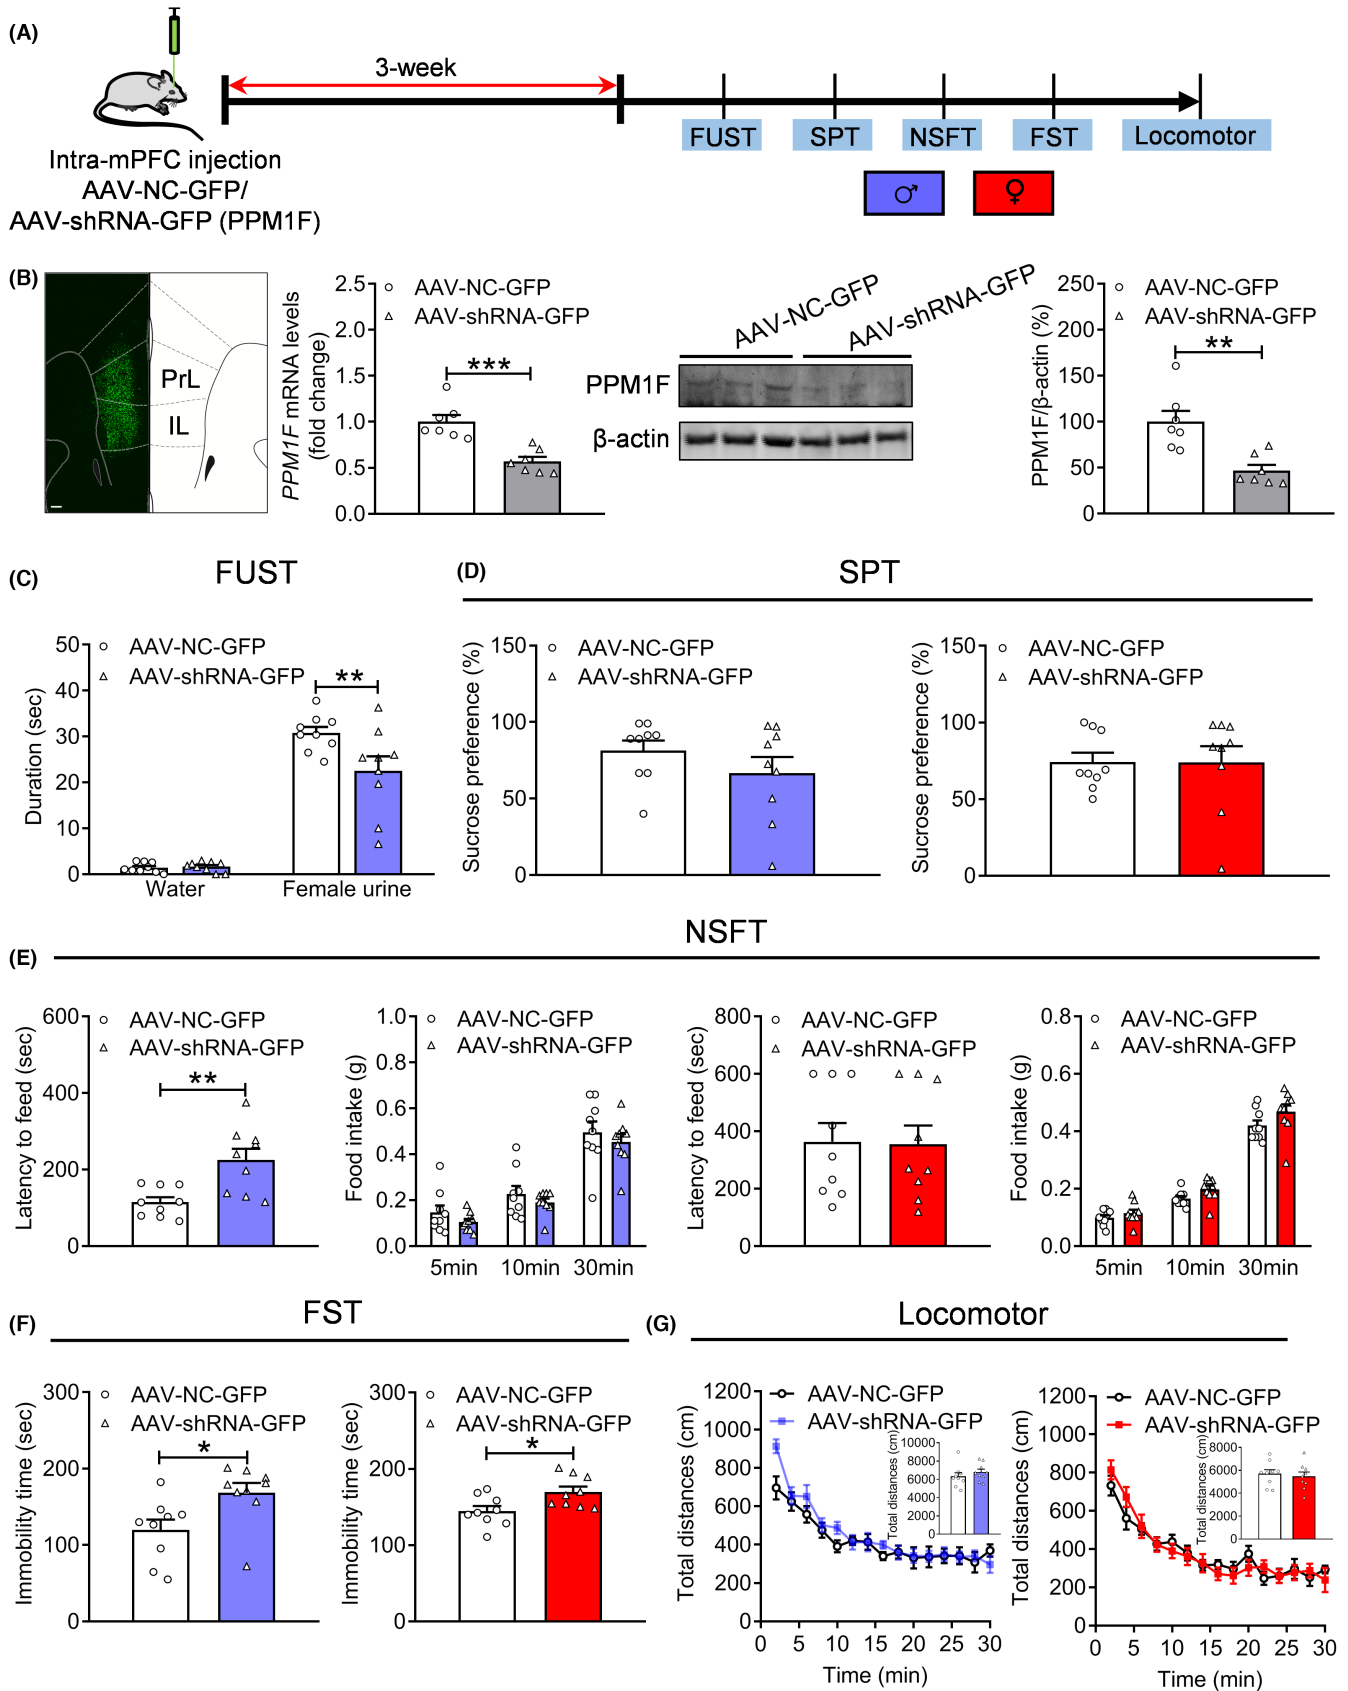 (A)
3-week
FUST
SPT
NSFT
FST
Locomotor
♂
♀
Intra-mPFC injection
AAV-NC-GFP/
AAV-shRNA-GFP (PPM1F)
(B)
PrL
IL
PPM1F mRNA levels
(fold change)
2.5
2.0
1.5
1.0
0.5
0.0
AAV-NC-GFP
AAV-shRNA-GFP
***
AAV-NC-GFP
AAV-shRNA-GFP
PPM1F
β-actin
PPM1F/β-actin (%)
250
200
150
100
50
0
AAV-NC-GFP
AAV-shRNA-GFP
**
(C)
FUST
Duration (sec)
50
40
30
20
10
0
AAV-NC-GFP
AAV-shRNA-GFP
**
Water
Female urine
(D)
SPT
Sucrose preference (%)
150
100
50
0
AAV-NC-GFP
AAV-shRNA-GFP
Sucrose preference (%)
150
100
50
0
AAV-NC-GFP
AAV-shRNA-GFP
(E)
NSFT
Latency to feed (sec)
600
400
200
0
AAV-NC-GFP
AAV-shRNA-GFP
**
Food intake (g)
1.0
0.8
0.6
0.4
0.2
0.0
AAV-NC-GFP
AAV-shRNA-GFP
5min
10min
30min
Latency to feed (sec)
800
600
400
200
0
AAV-NC-GFP
AAV-shRNA-GFP
Food intake (g)
0.8
0.6
0.4
0.2
0.0
AAV-NC-GFP
AAV-shRNA-GFP
5min
10min
30min
(F)
FST
Immobility time (sec)
300
200
100
0
AAV-NC-GFP
AAV-shRNA-GFP
*
Immobility time (sec)
300
200
100
0
AAV-NC-GFP
AAV-shRNA-GFP
*
(G)
Locomotor
Total distances (cm)
1200
1000
800
600
400
200
0
AAV-NC-GFP
AAV-shRNA-GFP
Total distances (cm)
10000
8000
6000
4000
2000
0
0 5 10 15 20 25 30
Time (min)
Total distances (cm)
1200
1000
800
600
400
200
0
AAV-NC-GFP
AAV-shRNA-GFP
Total distances (cm)
8000
6000
4000
2000
0
0 5 10 15 20 25 30
Time (min)